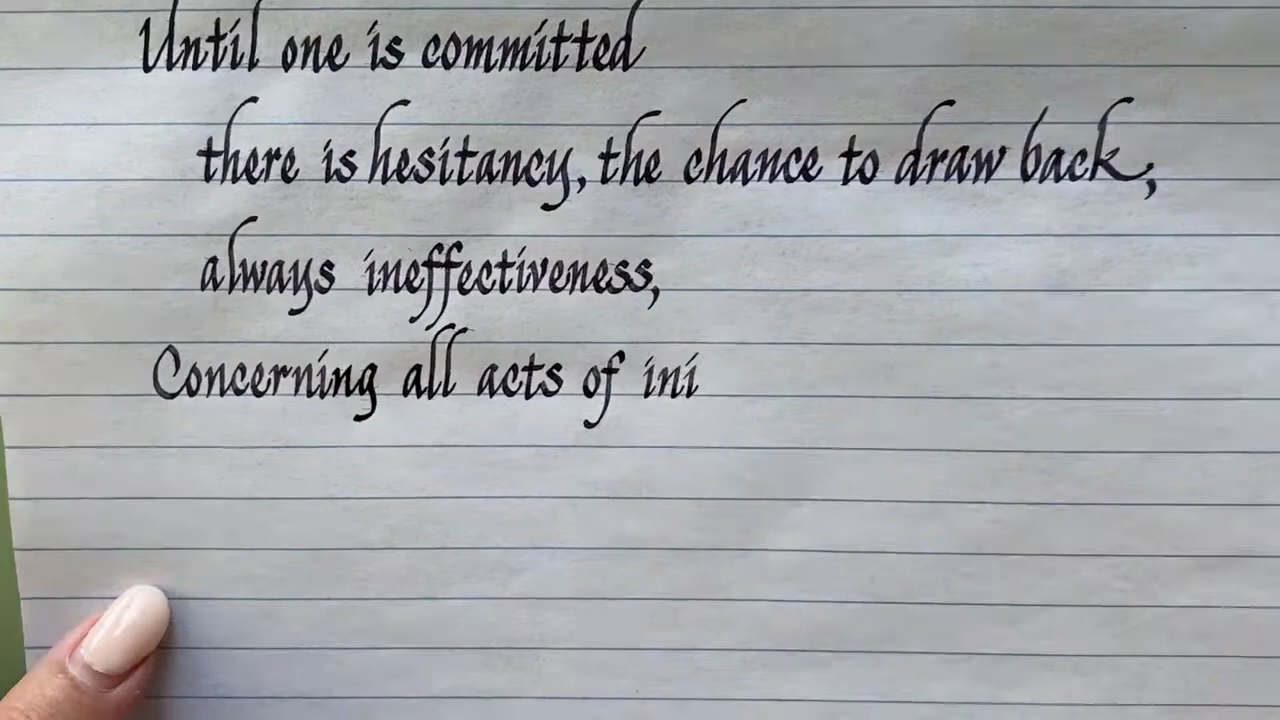 Until one is committed
there is hesitancy, the chance to draw back;
always ineffectiveness,
Concerning all acts of ini